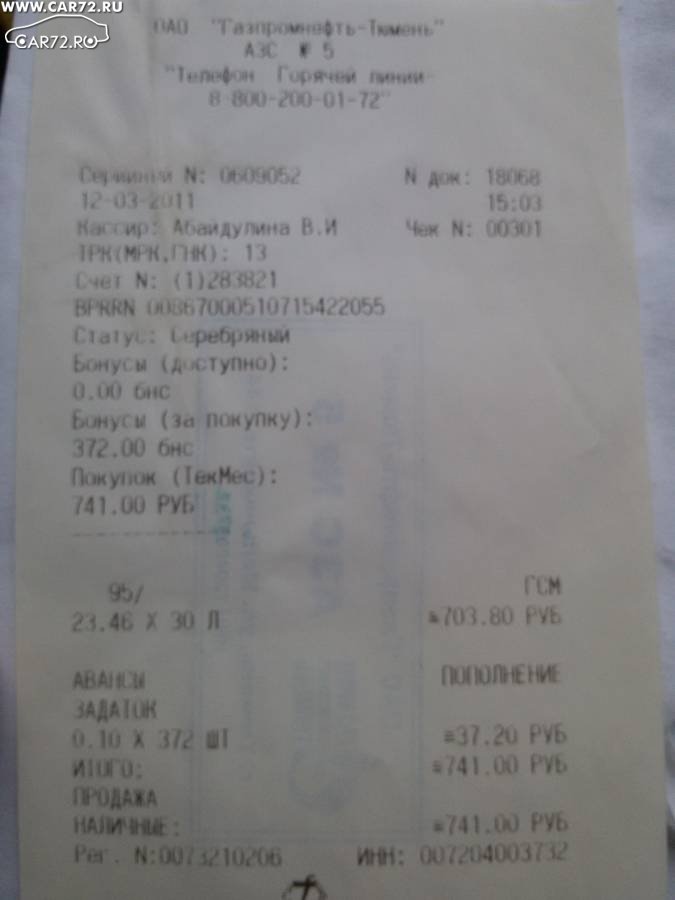 WWW.CAR72.RU
CAR72.RU
ОАО "Газпромнефть-Тюмень"
АЗС № 5
"Телефон Горячей линии
8-800-200-01-72"
Серийный N: 0609052 N док: 18068
12-03-2011 15:03
Кассир: Абайдулина В.И Чек N: 00301
ТРК(МРК,ГНК): 13
Счет N: (1)283821
BPRRN 00867000510715422055
Статус: Серебряный
Бонусы (доступно):
0.00 бнс
Бонусы (за покупку):
372.00 бнс
Покупок (ТекМес):
741.00 РУБ
95/ ГСМ
23.46 X 30 Л =703.80 РУБ
АВАНСЫ ПОПОЛНЕНИЕ
ЗАДАТОК
0.10 X 372 ШТ =37.20 РУБ
ИТОГО: =741.00 РУБ
ПРОДАЖА
НАЛИЧНЫЕ: =741.00 РУБ
Рег. N:0073210206 ИНН: 007204003732
АЗС № 5